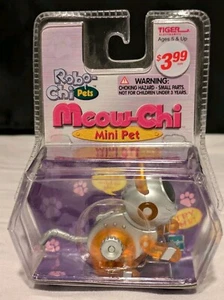 TIGER
Ages 5 & Up
$3.99
Robo-Chi Pets
WARNING:
CHOKING HAZARD - Small parts.
Not for children under 3 years.
Meow-Chi
Mini Pet